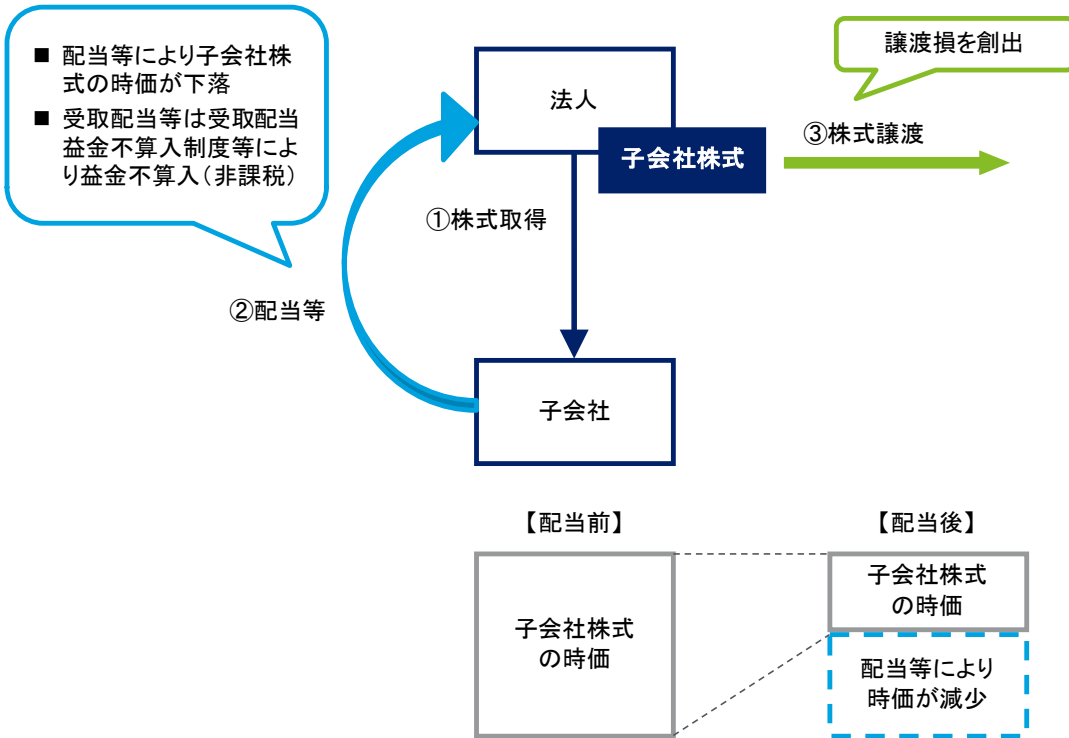 ■ 配当等により子会社株
式の時価が下落
■ 受取配当等は受取配当
益金不算入制度等によ
り益金不算入（非課税）
法人
子会社株式
譲渡損を創出
③株式譲渡
①株式取得
②配当等
子会社
【配当前】
【配当後】
子会社株式
の時価
子会社株式
の時価
配当等により
時価が減少